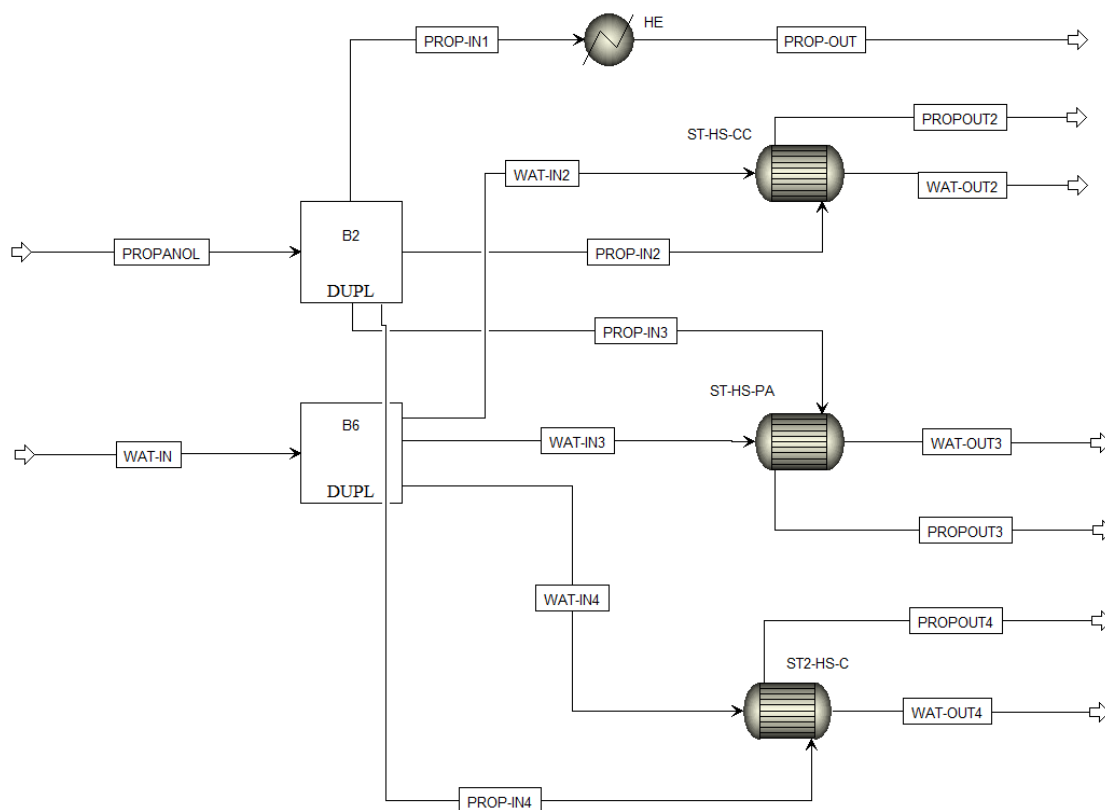 HE
PROP-IN1
PROP-OUT
PROPOUT2
ST-HS-CC
WAT-IN2
WAT-OUT2
B2
PROPANOL
PROP-IN2
DUPL
PROP-IN3
ST-HS-PA
B6
WAT-IN
WAT-IN3
WAT-OUT3
DUPL
PROPOUT3
WAT-IN4
PROPOUT4
ST2-HS-C
WAT-OUT4
PROP-IN4